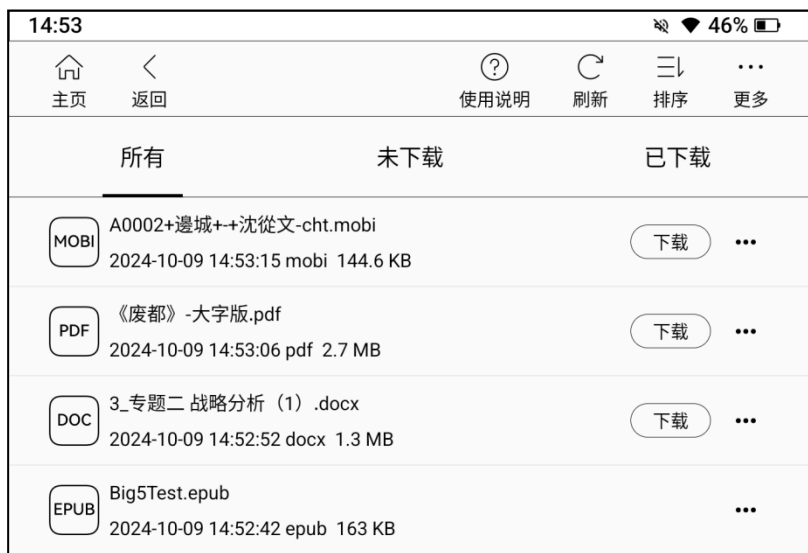 14:53 46%
主页 返回 使用说明 刷新 排序 更多
所有 未下载 已下载
MOBI A0002+邊城+-+沈從文-cht.mobi
2024-10-09 14:53:15 mobi 144.6 KB 下载
PDF 《废都》-大字版.pdf
2024-10-09 14:53:06 pdf 2.7 MB 下载
DOC 3_专题二 战略分析（1）.docx
2024-10-09 14:52:52 docx 1.3 MB 下载
EPUB Big5Test.epub
2024-10-09 14:52:42 epub 163 KB